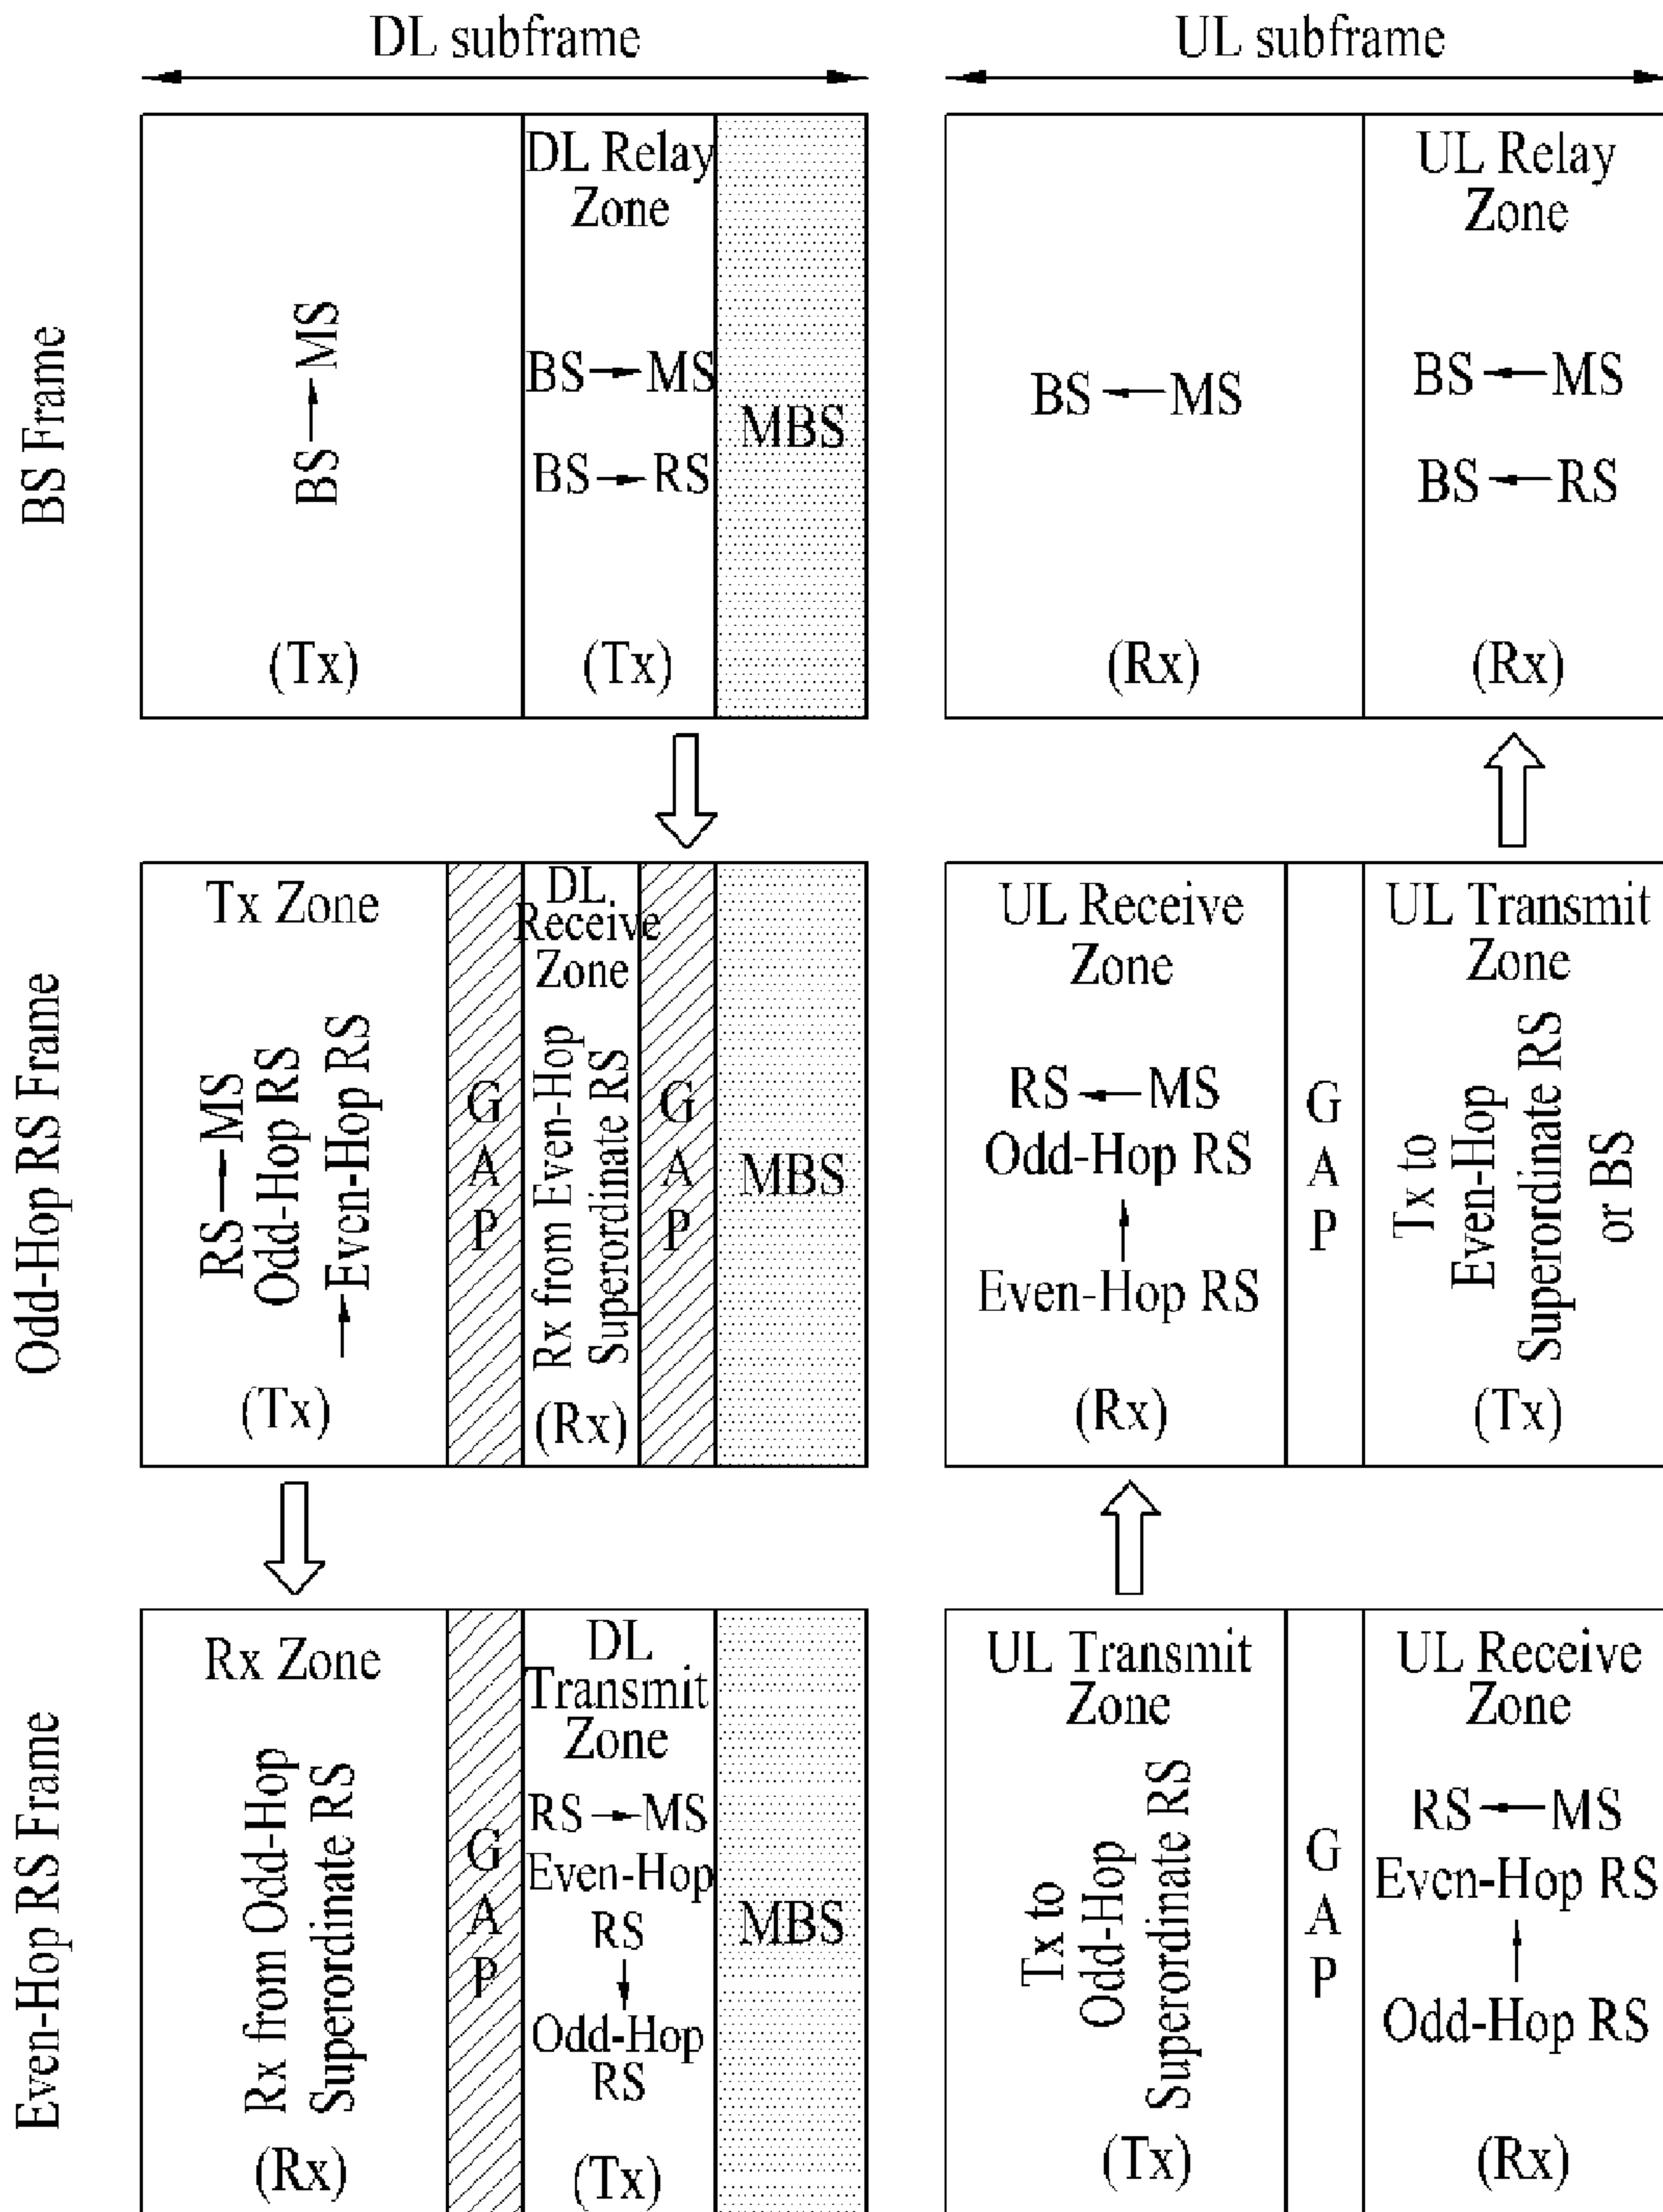 DL subframe
UL subframe
BS Frame
BS→MS
(Tx)
DL Relay
Zone
BS→MS
BS→RS
(Tx)
MBS
BS←MS
(Rx)
UL Relay
Zone
BS←MS
BS←RS
(Rx)
Odd-Hop RS Frame
Tx Zone
RS→MS
Odd-Hop RS
→Even-Hop RS
(Tx)
G
A
P
DL
Receive
Zone
Rx from Even-Hop
Superordinate RS
(Rx)
G
A
P
MBS
UL Receive
Zone
RS←MS
Odd-Hop RS
↑
Even-Hop RS
(Rx)
G
A
P
UL Transmit
Zone
Tx to
Even-Hop
Superordinate RS
or BS
(Tx)
Even-Hop RS Frame
Rx Zone
Rx from Odd-Hop
Superordinate RS
(Rx)
G
A
P
DL
Transmit
Zone
RS→MS
Even-Hop
RS
↓
Odd-Hop
RS
(Tx)
MBS
UL Transmit
Zone
Tx to
Odd-Hop
Superordinate RS
(Tx)
G
A
P
UL Receive
Zone
RS←MS
Even-Hop RS
↑
Odd-Hop RS
(Rx)